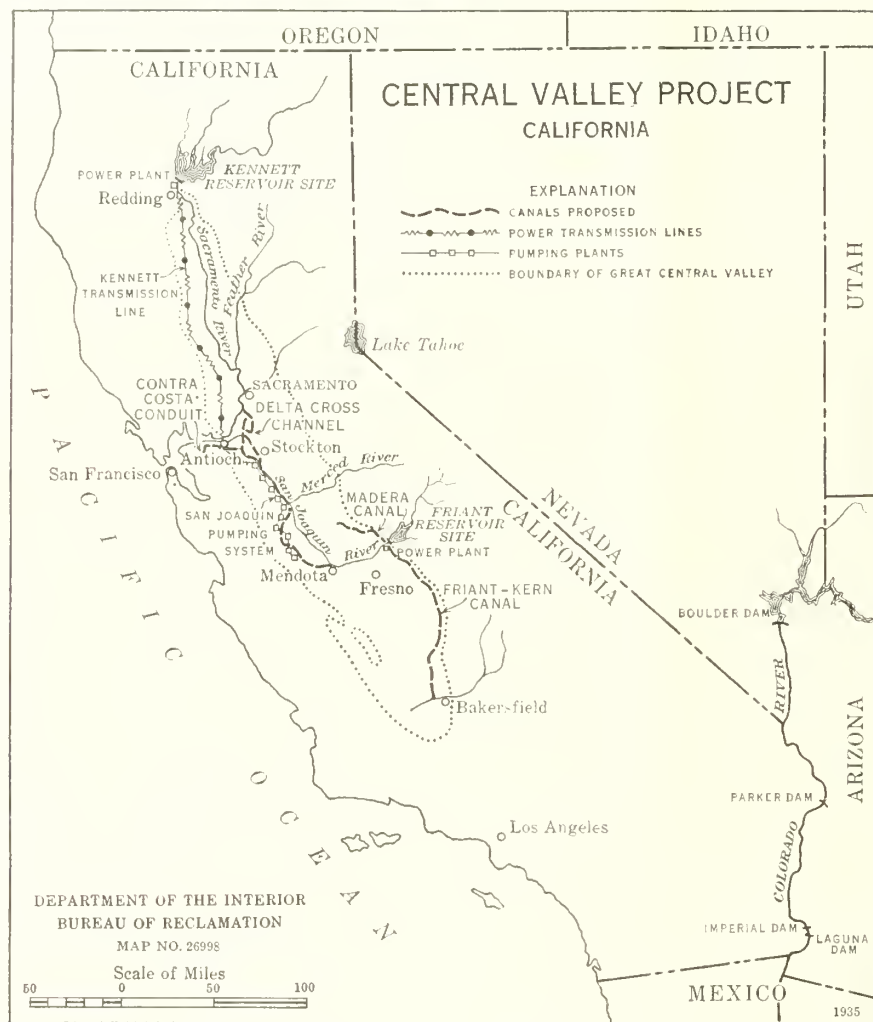 OREGON
IDAHO
CALIFORNIA
CENTRAL VALLEY PROJECT
CALIFORNIA
EXPLANATION
CANALS PROPOSED
POWER TRANSMISSION LINES
PUMPING PLANTS
BOUNDARY OF GREAT CENTRAL VALLEY
POWER PLANT
Redding
KENNETT
RESERVOIR SITE
KENNETT
TRANSMISSION
LINE
Sacramento River
Feather River
UTAH
Lake Tahoe
CONTRA
COSTA
CONDUIT
SACRAMENTO
DELTA CROSS
CHANNEL
Antioch
Stockton
San Francisco
Merced River
San Joaquin
River
SAN JOAQUIN
PUMPING
SYSTEM
MADERA
CANAL
FRIANT
RESERVOIR
SITE
POWER PLANT
Mendota
Fresno
FRIANT-KERN
CANAL
NEVADA
CALIFORNIA
Bakersfield
BOULDER DAM
RIVER
COLORADO
ARIZONA
PARKER DAM
Los Angeles
PACIFIC OCEAN
IMPERIAL DAM
LAGUNA
DAM
MEXICO
DEPARTMENT OF THE INTERIOR
BUREAU OF RECLAMATION
MAP NO. 26998
Scale of Miles
50 0 50 100
1935